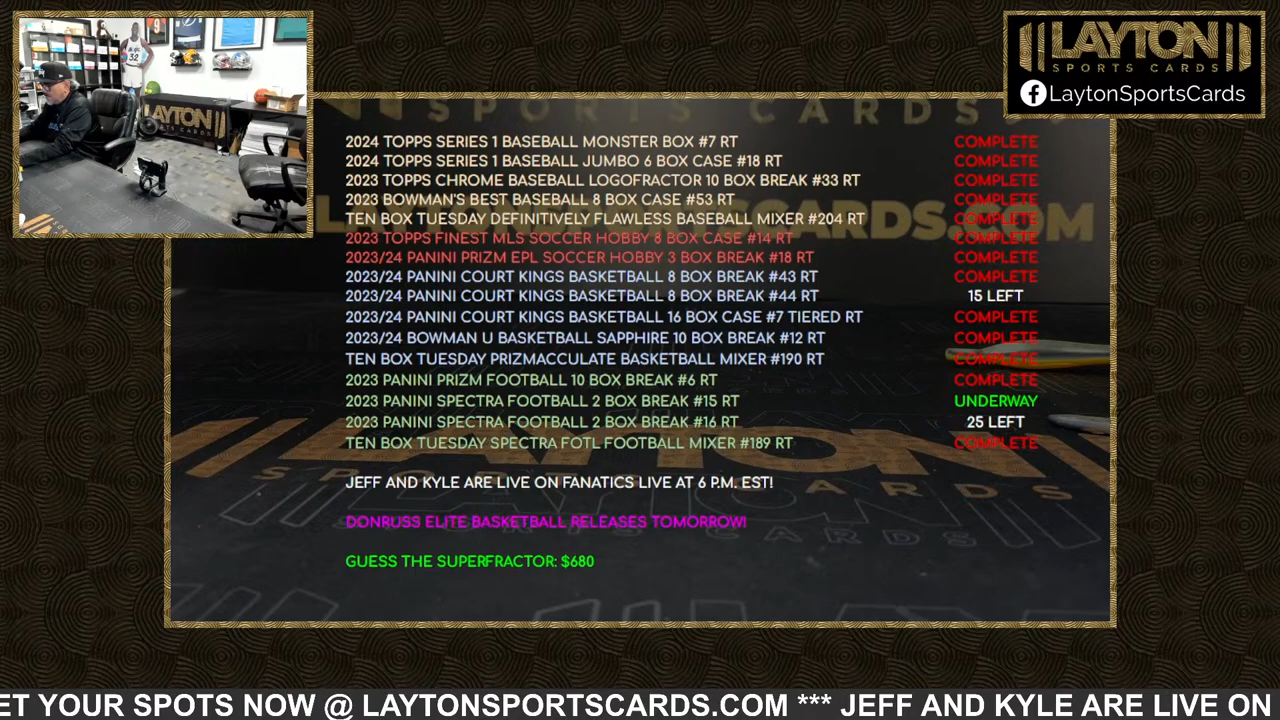 LAYTON
SPORTS CARDS
LaytonSportsCards
SPORTS CARDS
2024 TOPPS SERIES 1 BASEBALL MONSTER BOX #7 RT COMPLETE
2024 TOPPS SERIES 1 BASEBALL JUMBO 6 BOX CASE #18 RT COMPLETE
2023 TOPPS CHROME BASEBALL LOGOFRACTOR 10 BOX BREAK #33 RT COMPLETE
2023 BOWMAN'S BEST BASEBALL 8 BOX CASE #53 RT COMPLETE
TEN BOX TUESDAY DEFINITIVELY FLAWLESS BASEBALL MIXER #204 RT COMPLETE
2023 TOPPS FINEST MLS SOCCER HOBBY 8 BOX CASE #14 RT COMPLETE
2023/24 PANINI PRIZM EPL SOCCER HOBBY 3 BOX BREAK #18 RT COMPLETE
2023/24 PANINI COURT KINGS BASKETBALL 8 BOX BREAK #43 RT COMPLETE
2023/24 PANINI COURT KINGS BASKETBALL 8 BOX BREAK #44 RT 15 LEFT
2023/24 PANINI COURT KINGS BASKETBALL 16 BOX CASE #7 TIERED RT COMPLETE
2023/24 BOWMAN U BASKETBALL SAPPHIRE 10 BOX BREAK #12 RT COMPLETE
TEN BOX TUESDAY PRIZMACCULATE BASKETBALL MIXER #190 RT COMPLETE
2023 PANINI PRIZM FOOTBALL 10 BOX BREAK #6 RT COMPLETE
2023 PANINI SPECTRA FOOTBALL 2 BOX BREAK #15 RT UNDERWAY
2023 PANINI SPECTRA FOOTBALL 2 BOX BREAK #16 RT 25 LEFT
TEN BOX TUESDAY SPECTRA FOTL FOOTBALL MIXER #189 RT COMPLETE
JEFF AND KYLE ARE LIVE ON FANATICS LIVE AT 6 P.M. EST!
DONRUSS ELITE BASKETBALL RELEASES TOMORROW!
GUESS THE SUPERFRACTOR: $680
ET YOUR SPOTS NOW @ LAYTONSPORTSCARDS.COM *** JEFF AND KYLE ARE LIVE ON